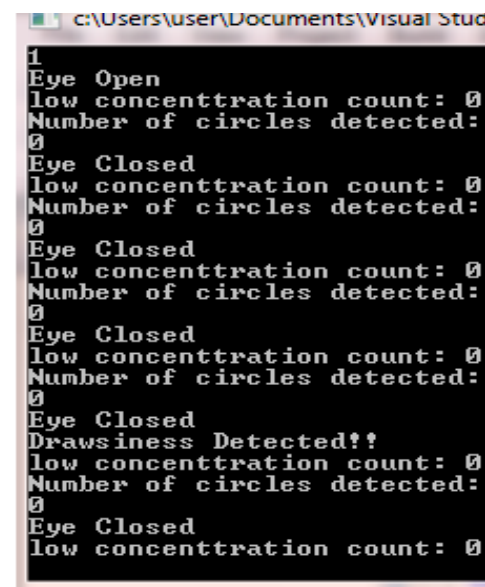 c:\Users\user\Documents\Visual Stud
1
Eye Open
low concenttration count: 0
Number of circles detected:
0
Eye Closed
low concenttration count: 0
Number of circles detected:
0
Eye Closed
low concenttration count: 0
Number of circles detected:
0
Eye Closed
low concenttration count: 0
Number of circles detected:
0
Eye Closed
Drawsiness Detected!!
low concenttration count: 0
Number of circles detected:
0
Eye Closed
low concenttration count: 0